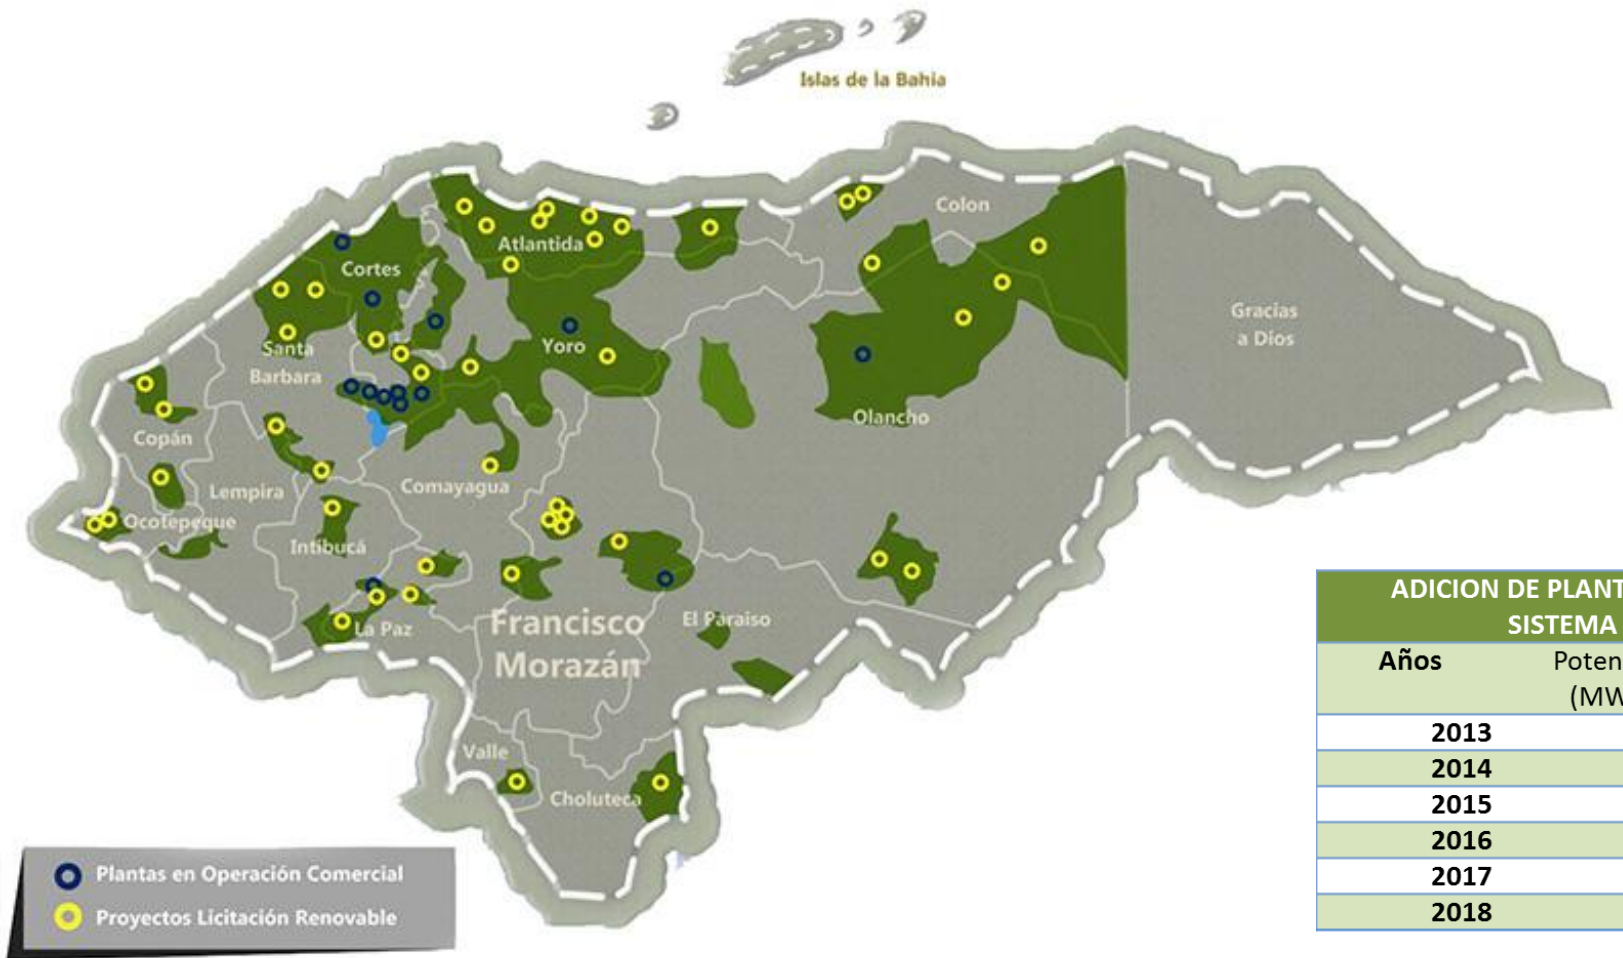 Islas de la Bahia
Colon
Atlantida
Cortes
Gracias
a Dios
Yoro
Santa
Barbara
Olancho
Copán
Comayagua
Lempira
Ocotepeque
Intibucá
El Paraiso
Francisco
Morazán
La Paz
Valle
Choluteca
Plantas en Operación Comercial
Proyectos Licitación Renovable
ADICION DE PLANT
SISTEMA
Años Poten
(MW
2013
2014
2015
2016
2017
2018